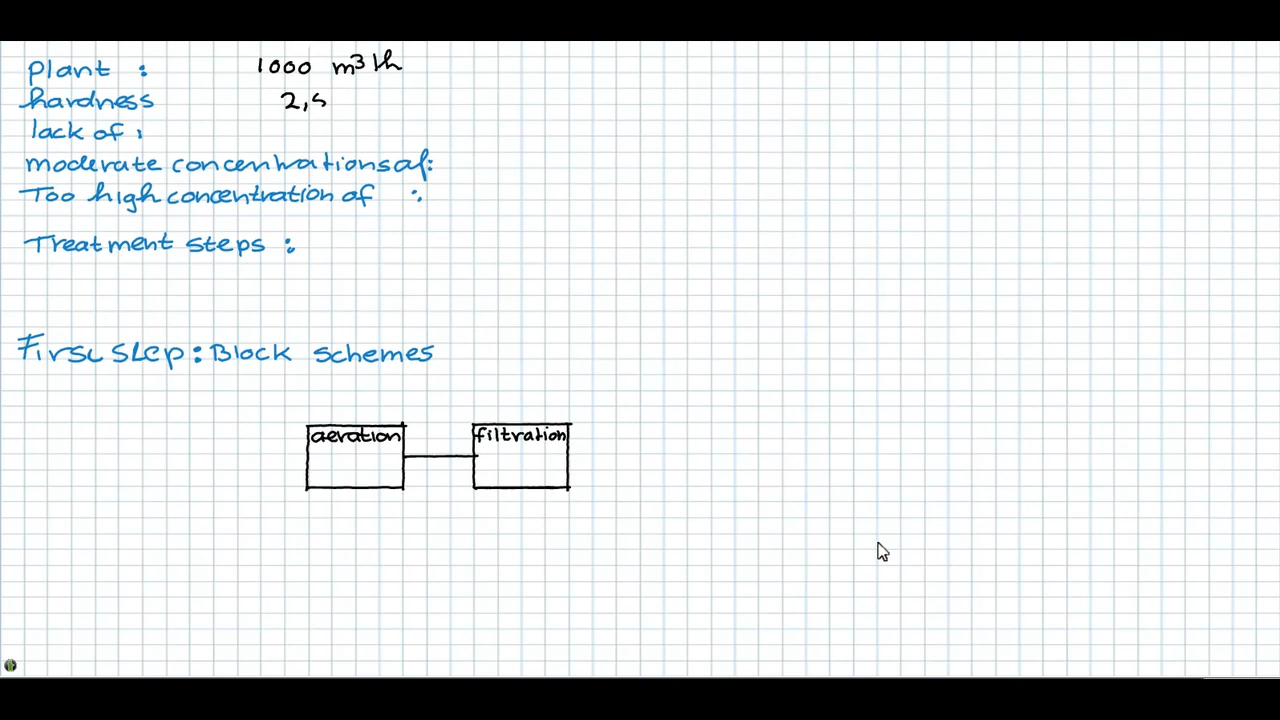 plant : 1000 m³/h
hardness 2,5
lack of :
moderate concentrations of:
Too high concentration of :
Treatment steps :
First step: Block schemes
aeration filtration